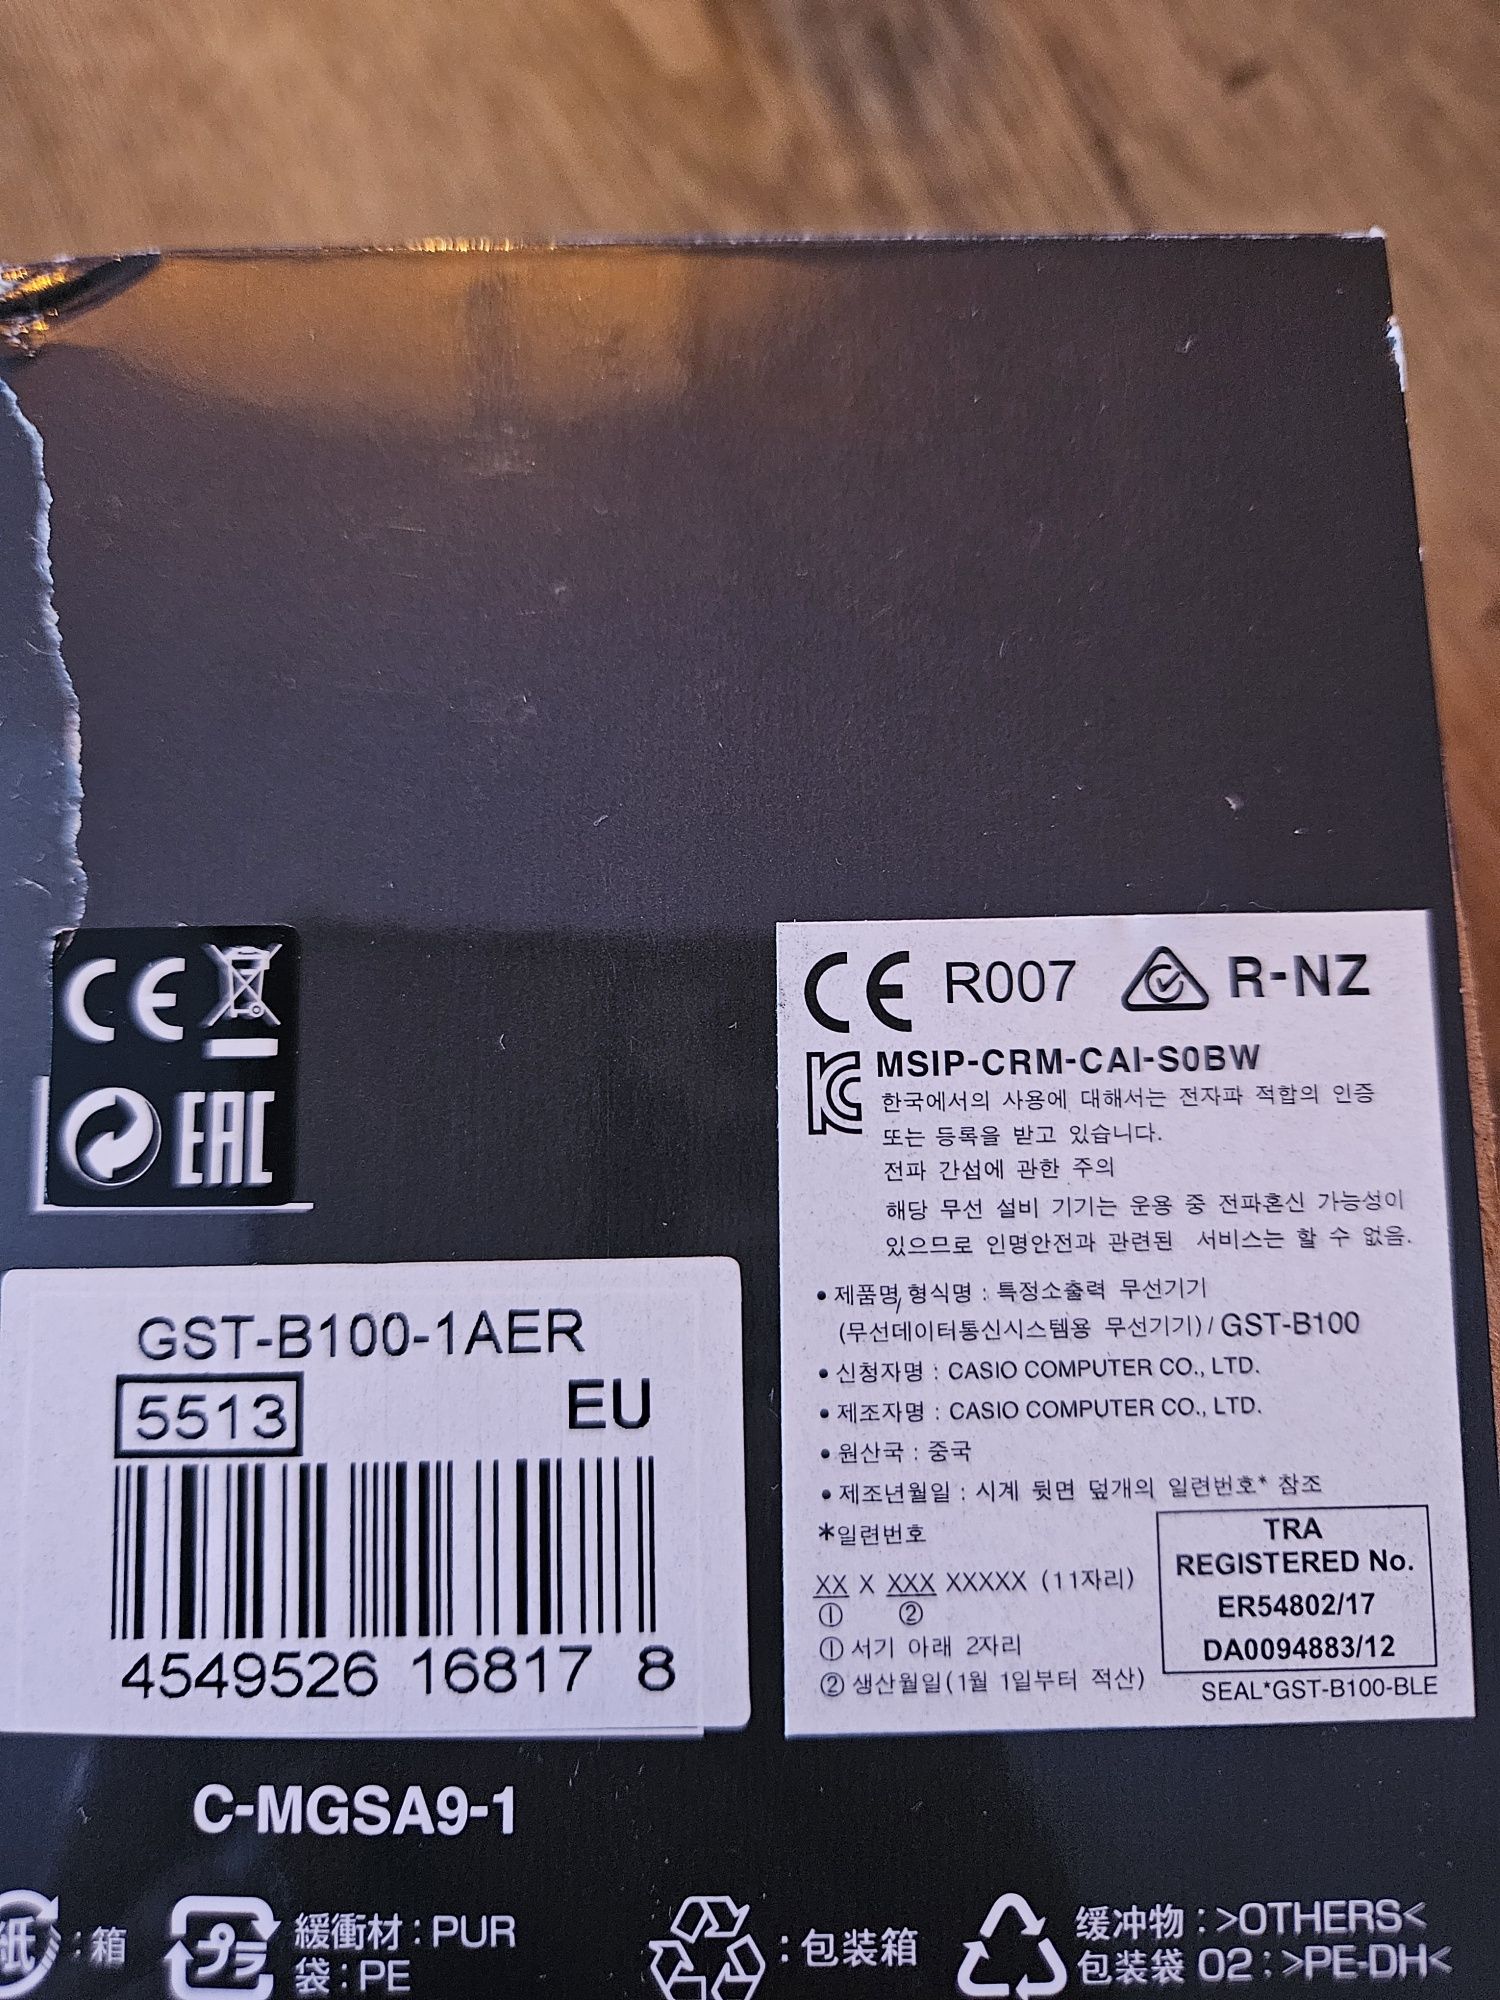 CE
EAC
GST-B100-1AER
5513
EU
4549526 16817 8
C-MGSA9-1
CE R007 R-NZ
MSIP-CRM-CAI-S0BW
한국에서의 사용에 대해서는 전자파 적합의 인증
또는 등록을 받고 있습니다.
전파 간섭에 관한 주의
해당 무선 설비 기기는 운용 중 전파혼신 가능성이
있으므로 인명안전과 관련된 서비스는 할 수 없음.
• 제품명/형식명 : 특정소출력 무선기기
(무선데이터통신시스템용 무선기기) / GST-B100
• 신청자명 : CASIO COMPUTER CO., LTD.
• 제조자명 : CASIO COMPUTER CO., LTD.
• 원산국 : 중국
• 제조년월일 : 시계 뒷면 덮개의 일련번호* 참조
*일련번호
XX X XXX XXXXX (11자리)
① ②
① 서기 아래 2자리
② 생산월일(1월 1일부터 적산)
TRA
REGISTERED No.
ER54802/17
DA0094883/12
SEAL*GST-B100-BLE
紙 : 箱
プラ
緩衝材 : PUR
袋 : PE
: 包装箱
缓冲物 : >OTHERS<
包装袋 02 : >PE-DH<